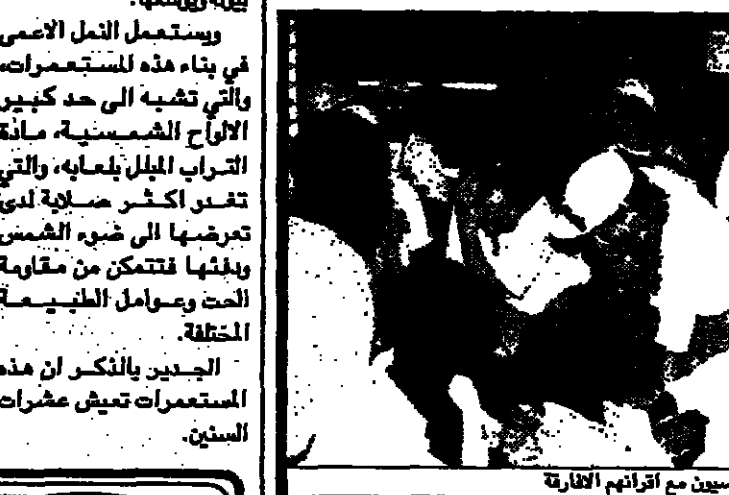 ويستعمل النمل الاعمى
في بناء هذه المستعمرات،
والتي تشبه الى حد كبير
الالواح الشمسية، مادة
التراب المبلل بلعابه، والتي
تغدو اكثر صلابة لدى
تعرضها الى ضوء الشمس
ودفئها فتتمكن من مقاومة
الحت وعوامل الطبيعة
المختلفة.
الجدير بالذكر ان هذه
المستعمرات تعيش عشرات
السنين.
سيون مع اقرانهم الافارقة